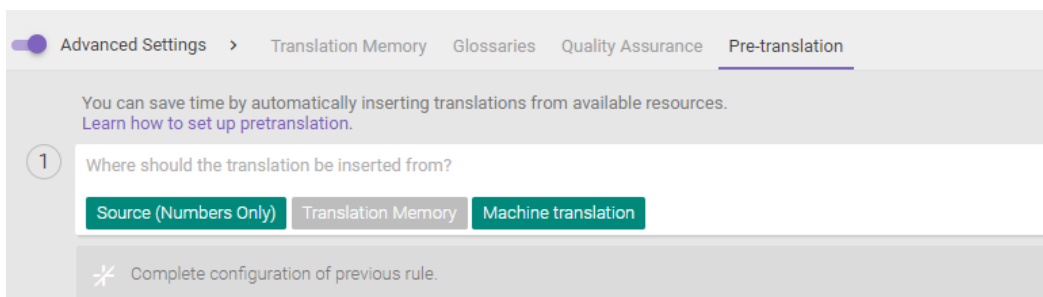 Advanced Settings > Translation Memory Glossaries Quality Assurance Pre-translation
You can save time by automatically inserting translations from available resources.
Learn how to set up pretranslation.
1 Where should the translation be inserted from?
Source (Numbers Only) Translation Memory Machine translation
Complete configuration of previous rule.